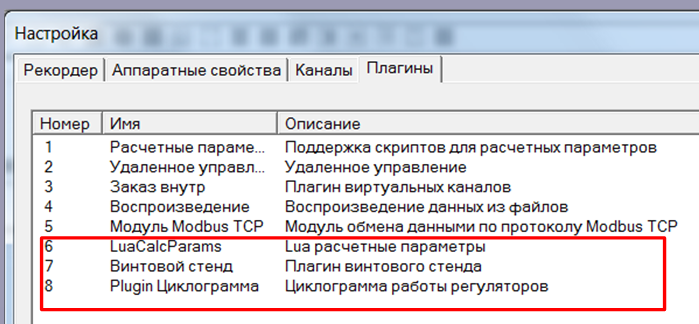 Настройка
Рекордер Аппаратные свойства Каналы Плагины
Номер Имя Описание
1 Расчетные параме... Поддержка скриптов для расчетных параметров
2 Удаленное управл... Удаленное управление
3 Заказ внутр Плагин виртуальных каналов
4 Воспроизведение Воспроизведение данных из файлов
5 Модуль Modbus TCP Модуль обмена данными по протоколу Modbus TCP
6 LuaCalcParams Lua расчетные параметры
7 Винтовой стенд Плагин винтового стенда
8 Plugin Циклограмма Циклограмма работы регуляторов